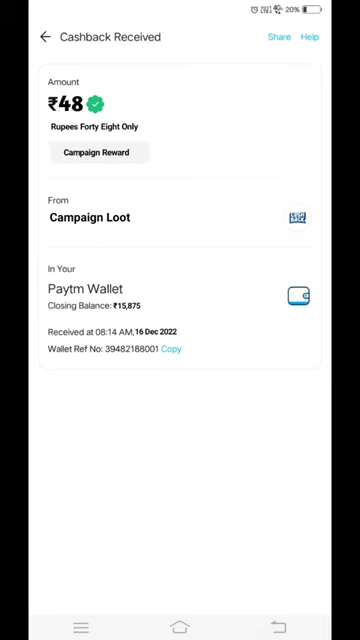 20%
Cashback Received
Share
Help
Amount
₹48
Rupees Forty Eight Only
Campaign Reward
From
Campaign Loot
In Your
Paytm Wallet
Closing Balance: ₹15,875
Received at 08:14 AM,16 Dec 2022
Wallet Ref No: 39482188001 Copy